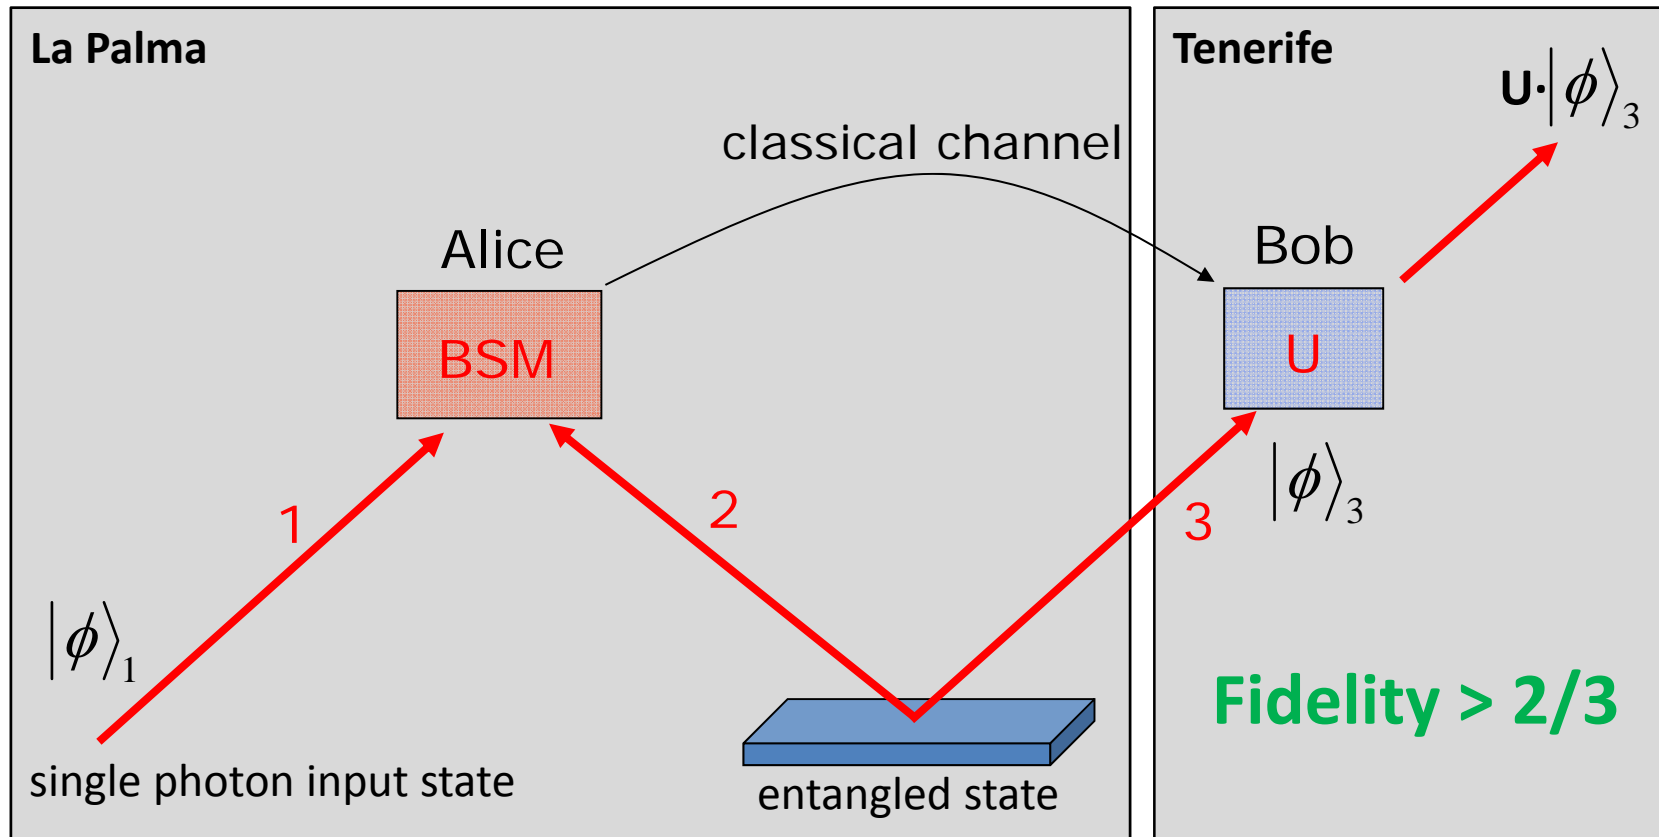 La Palma
Tenerife
U·|ϕ⟩₃
classical channel
Alice
Bob
BSM
U
|ϕ⟩₃
1
2
3
|ϕ⟩₁
Fidelity > 2/3
single photon input state
entangled state